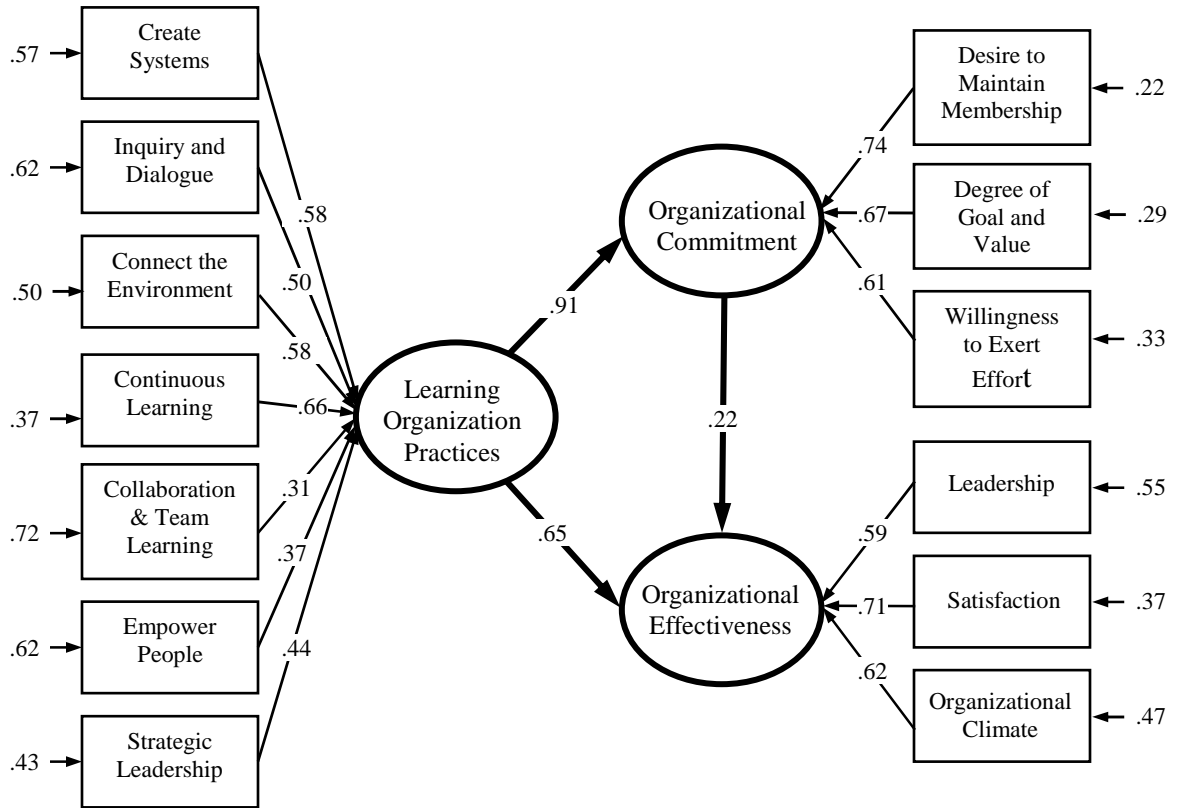 .57
Create
Systems
.62
Inquiry and
Dialogue
.50
Connect the
Environment
.37
Continuous
Learning
.72
Collaboration
& Team
Learning
.62
Empower
People
.43
Strategic
Leadership
.58
.50
.58
.66
.31
.37
.44
Learning
Organization
Practices
.91
.65
Organizational
Commitment
.22
Organizational
Effectiveness
.74
.67
.61
Desire to
Maintain
Membership
.22
Degree of
Goal and
Value
.29
Willingness
to Exert
Effort
.33
.59
.71
.62
Leadership
.55
Satisfaction
.37
Organizational
Climate
.47